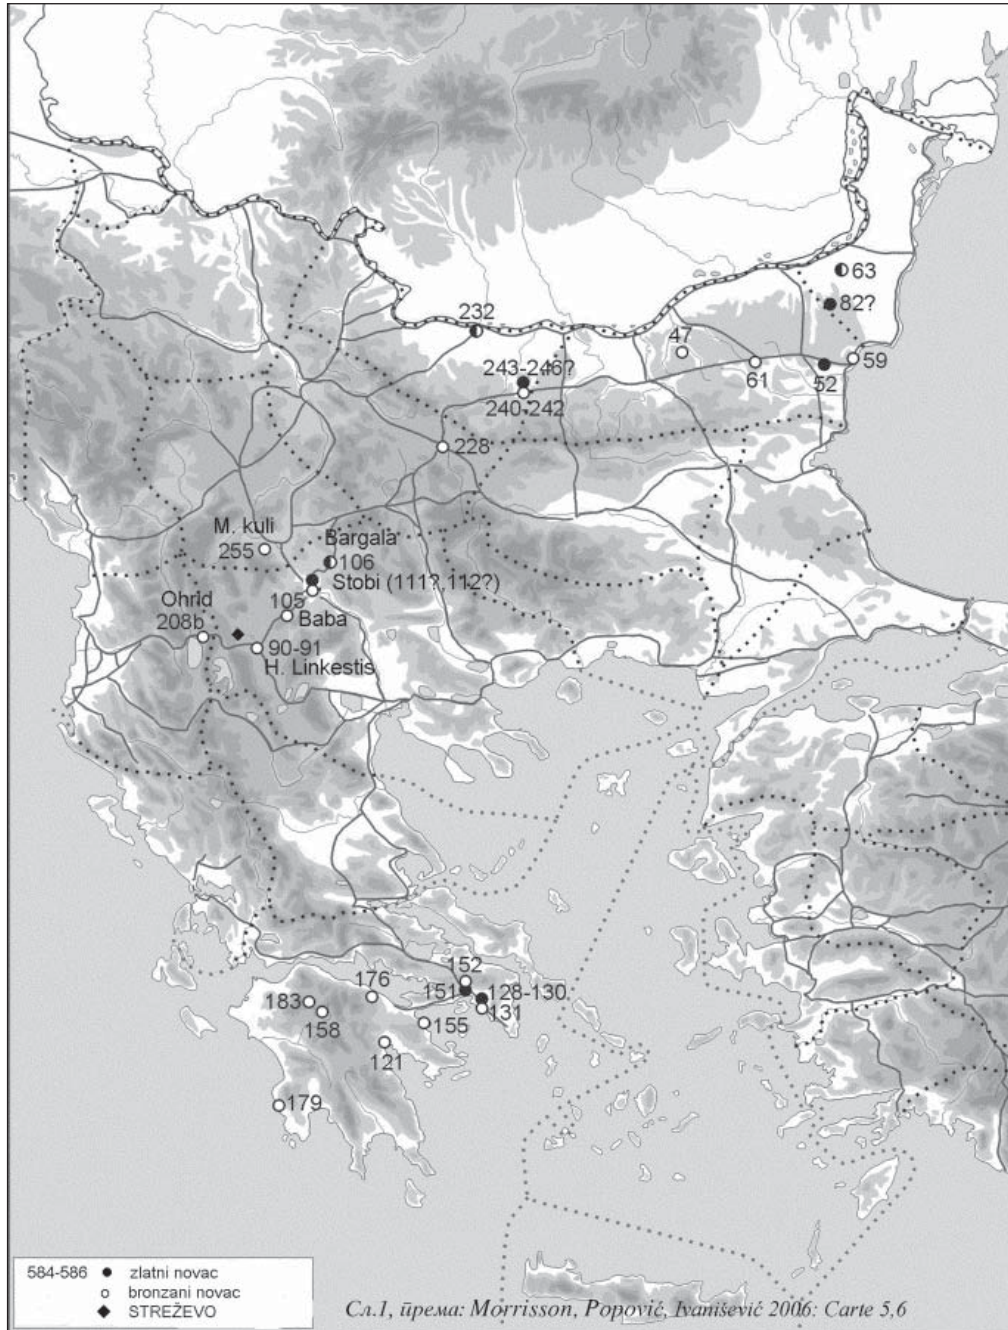 63
82?
232
47
59
243-246?
61
52
240-242
228
M. kuli
255
Bargala
106
Stobi (111?,112?)
105
Baba
Ohrid
208b
90-91
H. Linkestis
152
176
151
128-130
183
131
158
155
121
179
584-586 zlatni novac
bronzani novac
STREŽEVO
Сл.1, према: Morrisson, Popović, Ivanišević 2006: Carte 5,6